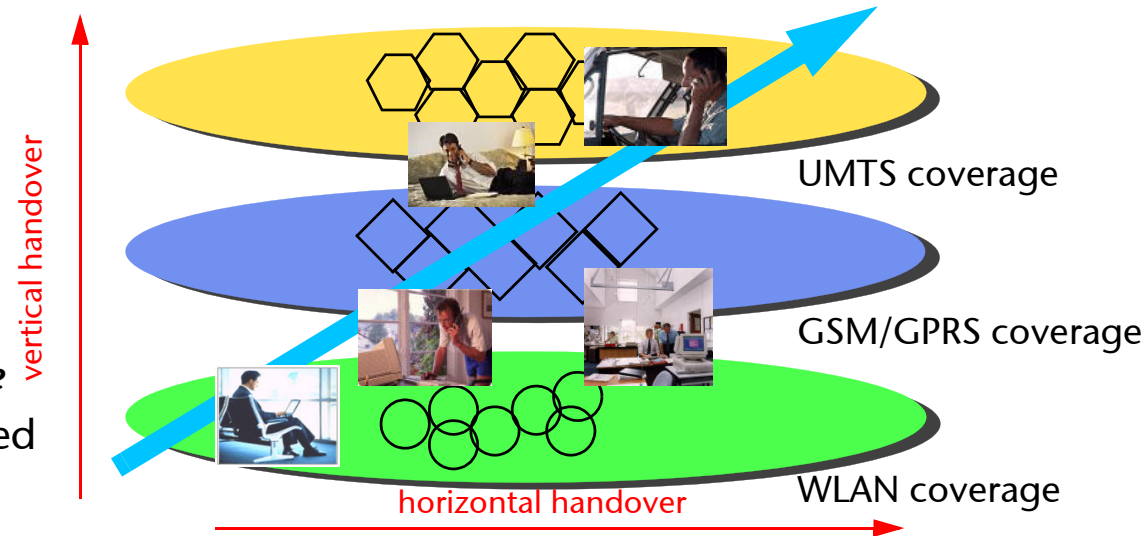 UMTS coverage
vertical handover
GSM/GPRS coverage
ed
WLAN coverage
horizontal handover